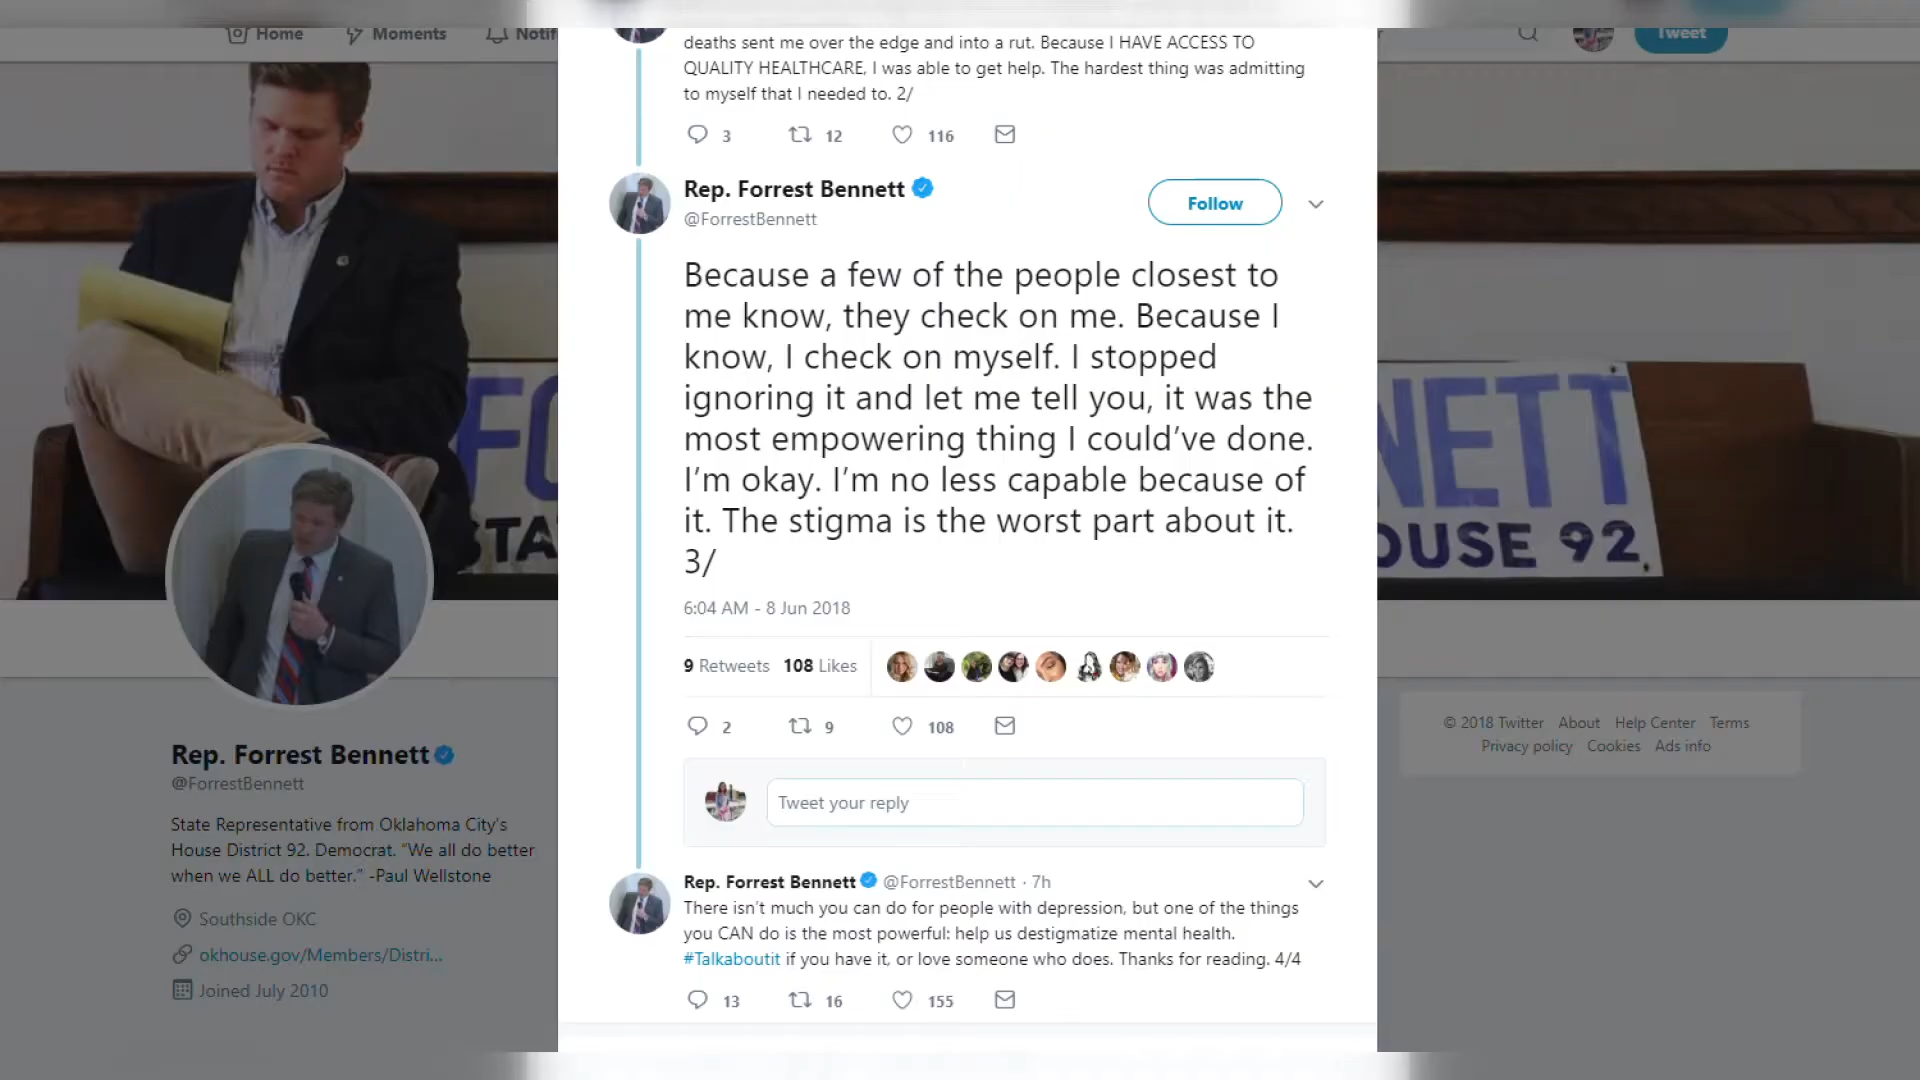 Home
Moments
Notif
Tweet
deaths sent me over the edge and into a rut. Because I HAVE ACCESS TO
QUALITY HEALTHCARE, I was able to get help. The hardest thing was admitting
to myself that I needed to. 2/
3 12 116
Rep. Forrest Bennett
@ForrestBennett
Follow
Because a few of the people closest to
me know, they check on me. Because I
know, I check on myself. I stopped
ignoring it and let me tell you, it was the
most empowering thing I could’ve done.
I’m okay. I’m no less capable because of
it. The stigma is the worst part about it.
3/
6:04 AM - 8 Jun 2018
9 Retweets 108 Likes
2 9 108
Tweet your reply
Rep. Forrest Bennett @ForrestBennett · 7h
There isn’t much you can do for people with depression, but one of the things
you CAN do is the most powerful: help us destigmatize mental health.
#Talkaboutit if you have it, or love someone who does. Thanks for reading. 4/4
13 16 155
FO
STA
NETT
OUSE 92
Rep. Forrest Bennett
@ForrestBennett
State Representative from Oklahoma City's
House District 92. Democrat. “We all do better
when we ALL do better.” -Paul Wellstone
Southside OKC
okhouse.gov/Members/Distri...
Joined July 2010
© 2018 Twitter About Help Center Terms
Privacy policy Cookies Ads info